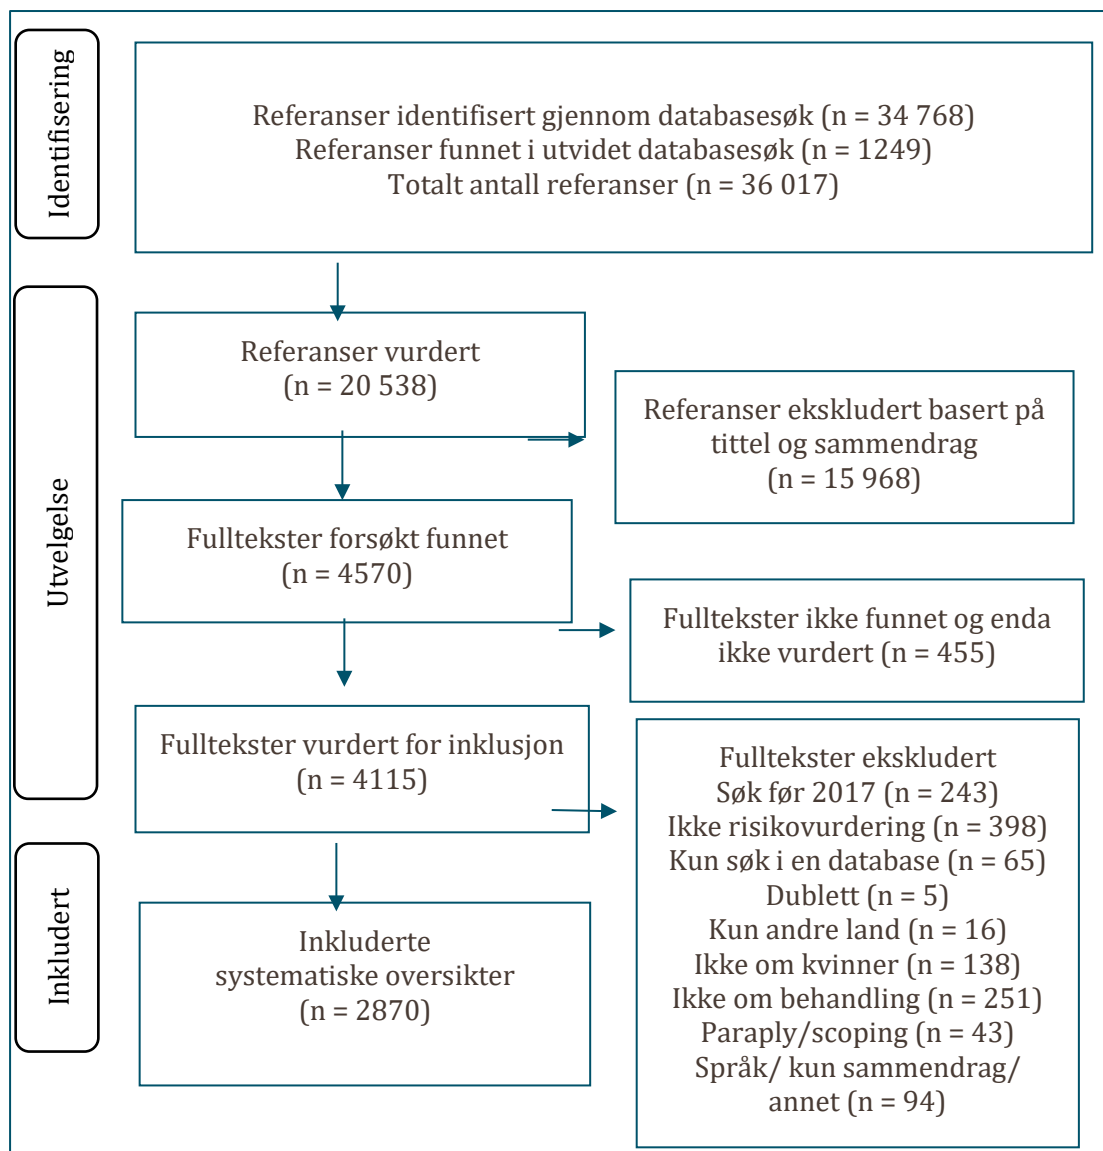 Identifisering
Referanser identifisert gjennom databasesøk (n = 34 768)
Referanser funnet i utvidet databasesøk (n = 1249)
Totalt antall referanser (n = 36 017)
Utvelgelse
Referanser vurdert
(n = 20 538)
Referanser ekskludert basert på
tittel og sammendrag
(n = 15 968)
Fulltekster forsøkt funnet
(n = 4570)
Fulltekster ikke funnet og enda
ikke vurdert (n = 455)
Fulltekster vurdert for inklusjon
(n = 4115)
Fulltekster ekskludert
Søk før 2017 (n = 243)
Ikke risikovurdering (n = 398)
Kun søk i en database (n = 65)
Dublett (n = 5)
Kun andre land (n = 16)
Ikke om kvinner (n = 138)
Ikke om behandling (n = 251)
Paraply/scoping (n = 43)
Språk/ kun sammendrag/
annet (n = 94)
Inkludert
Inkluderte
systematiske oversikter
(n = 2870)